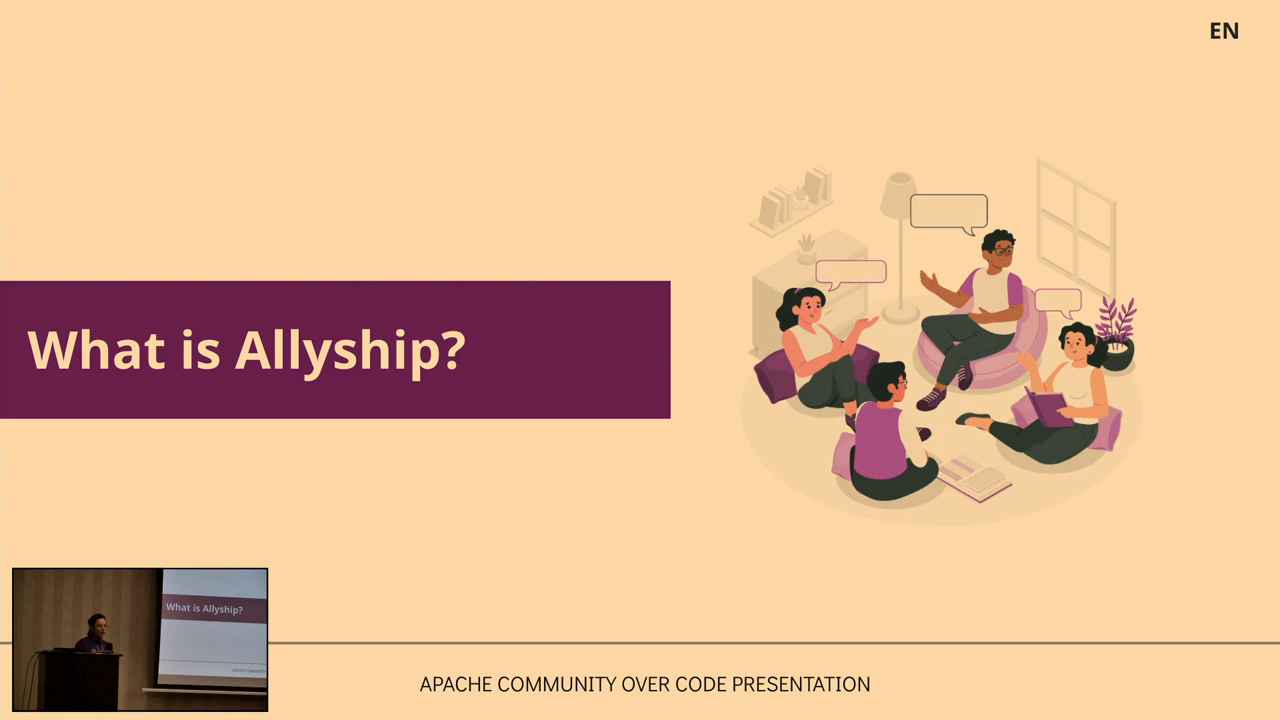 EN
What is Allyship?
What is Allyship?
APACHE COMMUNITY OVER CODE PRESENTATION